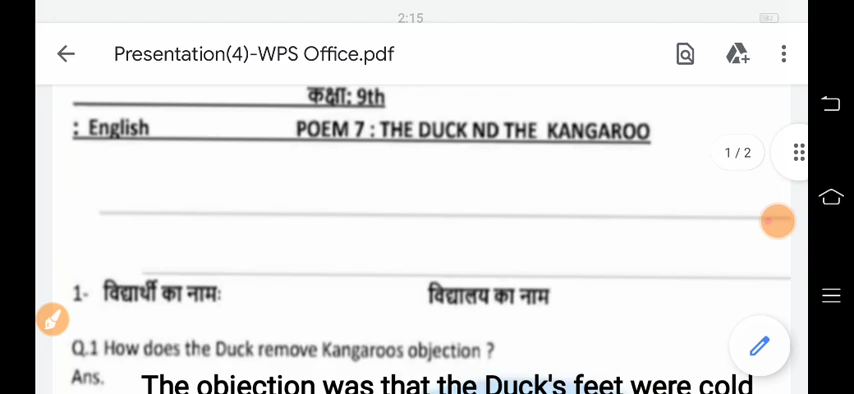 2:15
Presentation(4)-WPS Office.pdf
कक्षा: 9th
: English POEM 7 : THE DUCK ND THE KANGAROO
1 / 2
1- विद्यार्थी का नामः विद्यालय का नाम
Q.1 How does the Duck remove Kangaroos objection ?
Ans. The objection was that the Duck's feet were cold